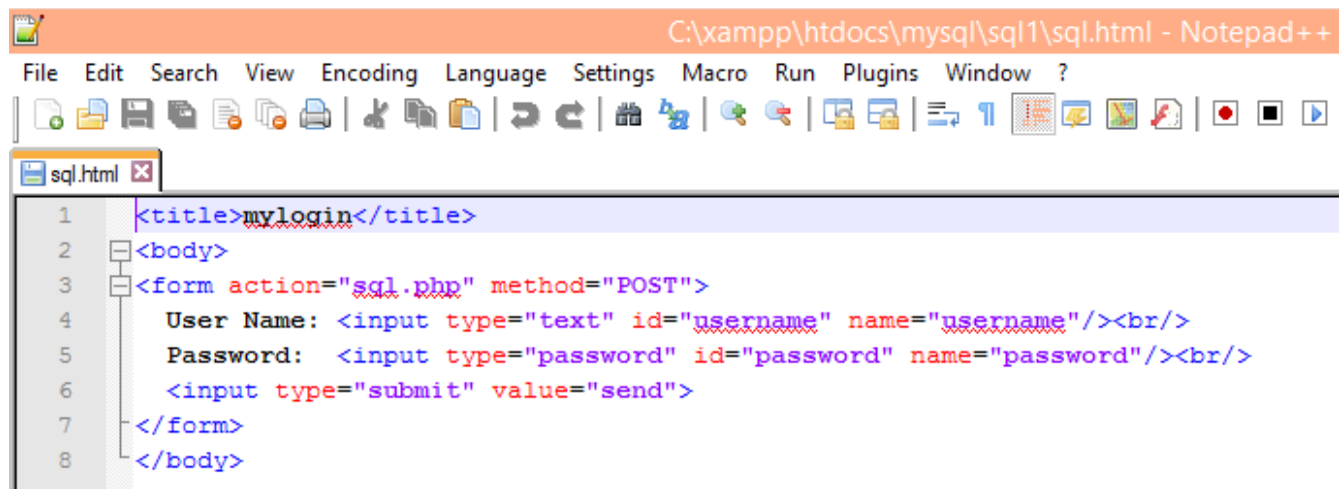 C:\xampp\htdocs\mysql\sql1\sql.html - Notepad++
File Edit Search View Encoding Language Settings Macro Run Plugins Window ?
sql.html
1 <title>mylogin</title>
2 <body>
3 <form action="sql.php" method="POST">
4 User Name: <input type="text" id="username" name="username"/><br/>
5 Password: <input type="password" id="password" name="password"/><br/>
6 <input type="submit" value="send">
7 </form>
8 </body>